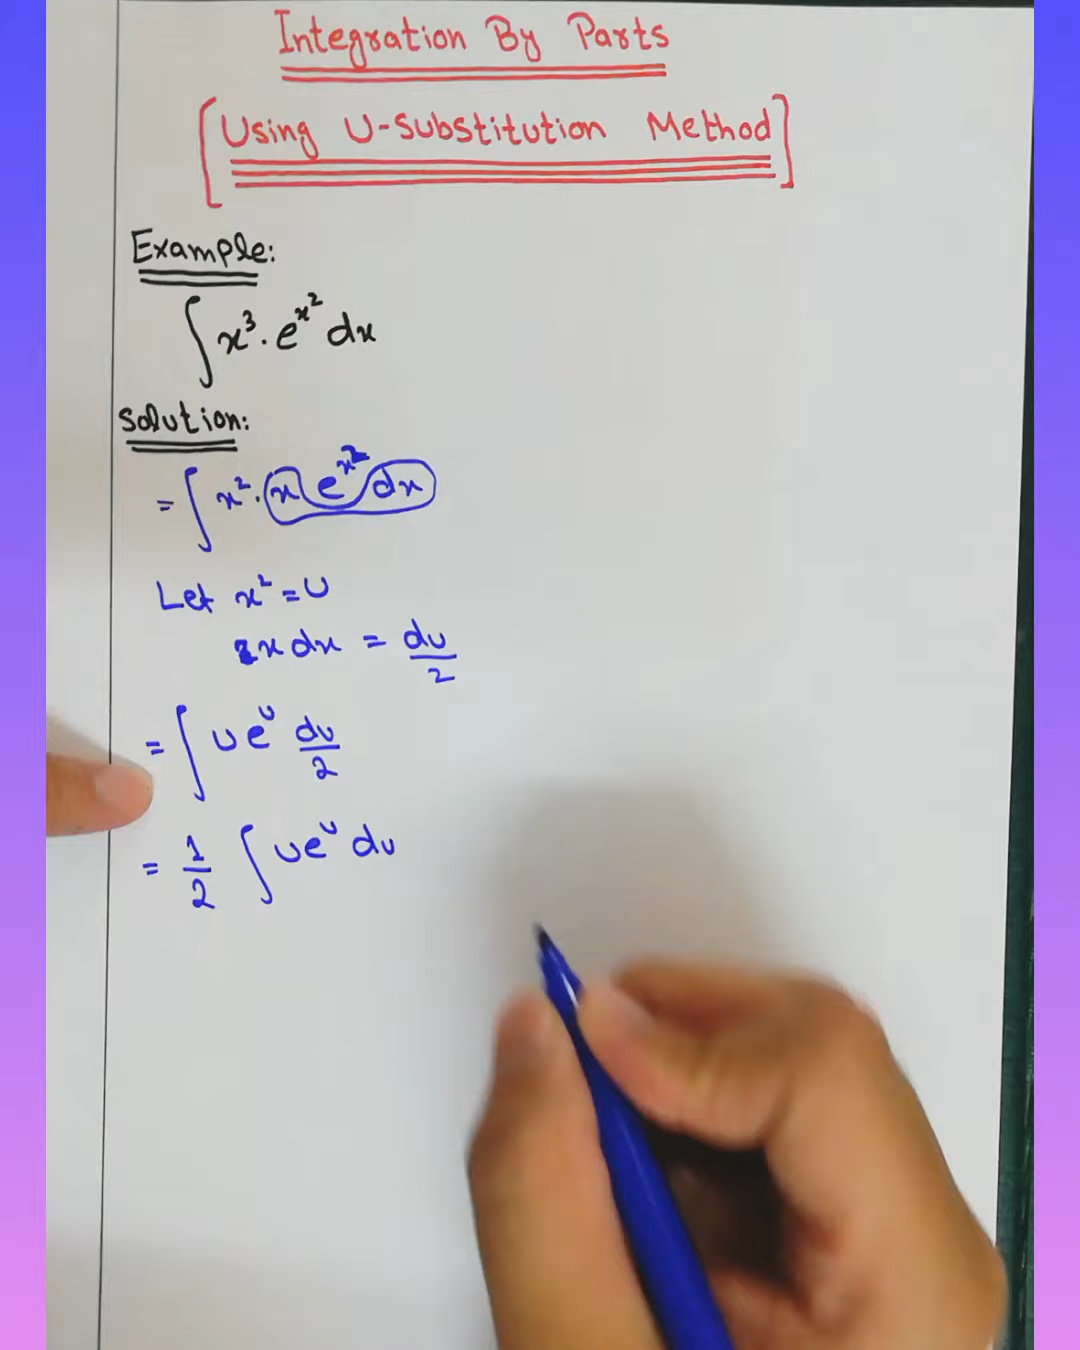 Integration By Parts
[Using U-Substitution Method]
Example:
∫x³.e^x² dx
Solution:
= ∫x².x e^x² dx
Let x² = U
x dx = du/2
= ∫U e^U du/2
= 1/2 ∫U e^U du